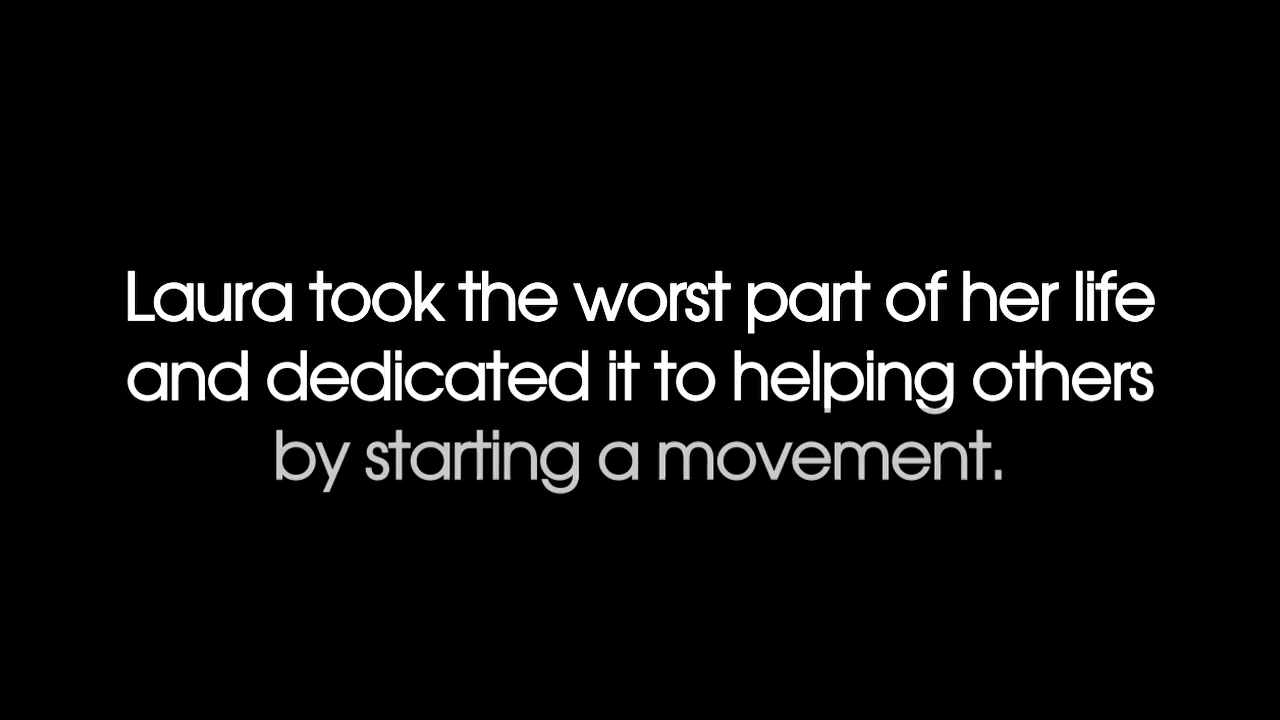 Laura took the worst part of her life
and dedicated it to helping others
by starting a movement.